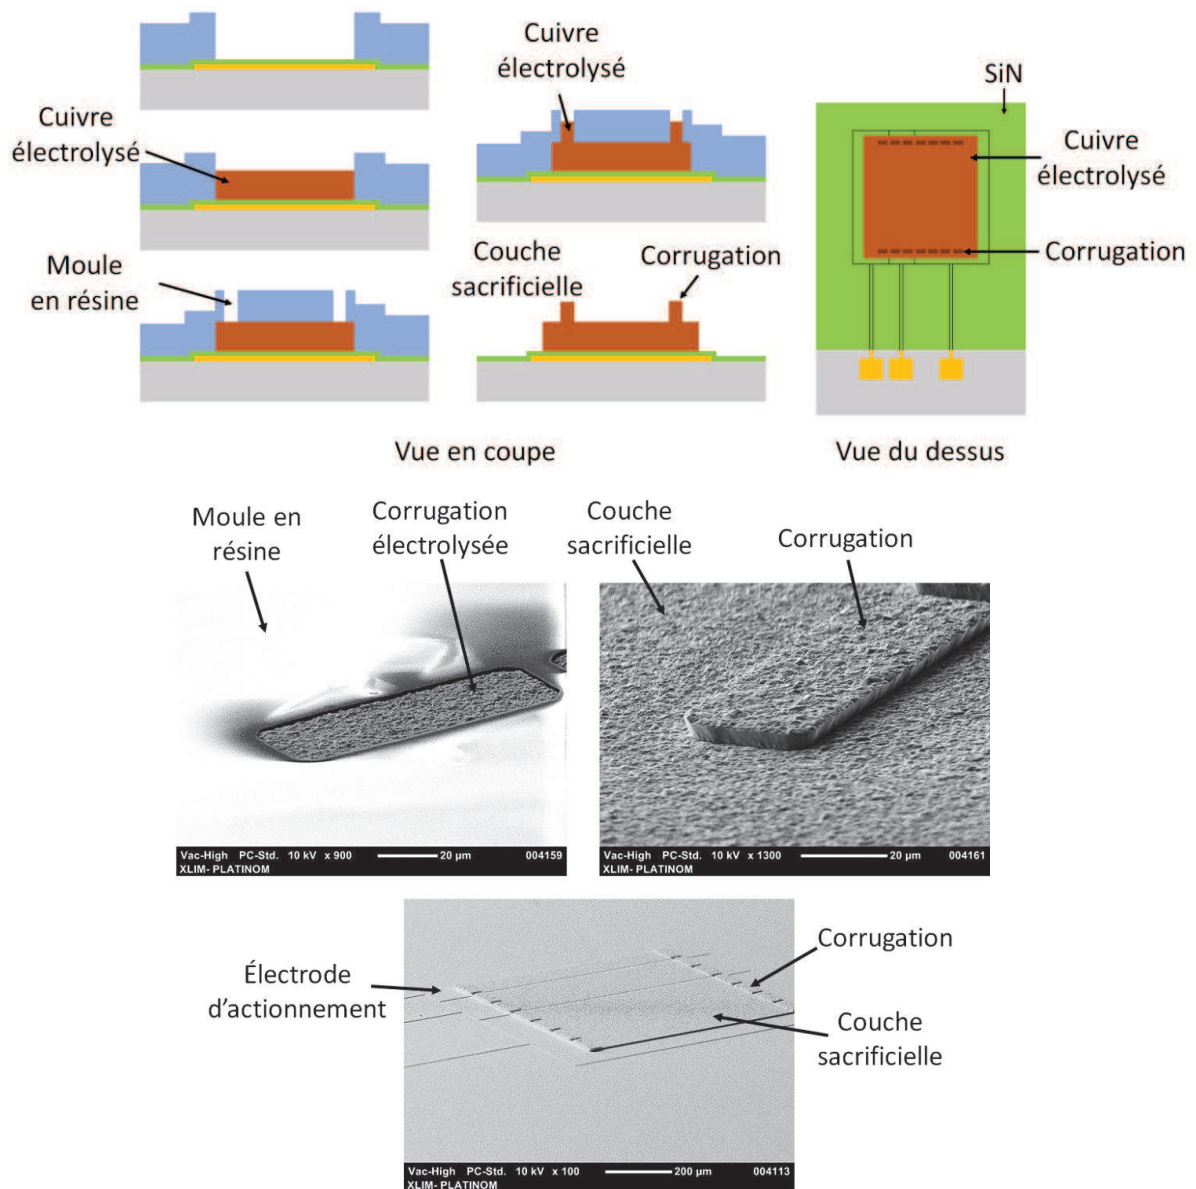 Cuivre
électrolysé
Cuivre
électrolysé
Moule
en résine
Couche
sacrificielle
Corrugation
SiN
Cuivre
électrolysé
Corrugation
Vue en coupe
Vue du dessus
Moule en
résine
Corrugation
électrolysée
Couche
sacrificielle
Corrugation
Vac-High PC-Std. 10 kV x 900 20 µm 004159
XLIM- PLATINOM
Vac-High PC-Std. 10 kV x 1300 20 µm 004161
XLIM- PLATINOM
Électrode
d'actionnement
Corrugation
Couche
sacrificielle
Vac-High PC-Std. 10 kV x 100 200 µm 004113
XLIM- PLATINOM